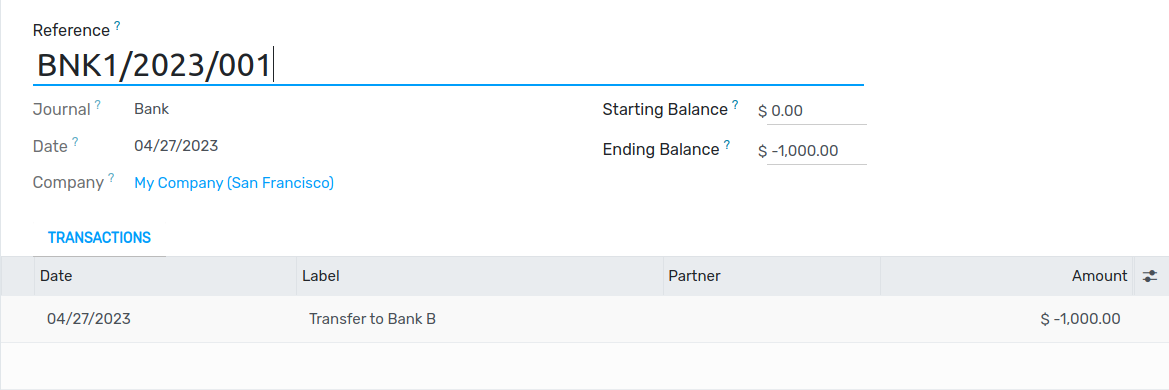 Reference ?
BNK1/2023/001
Journal ? Bank
Starting Balance ? $ 0.00
Date ? 04/27/2023
Ending Balance ? $ -1,000.00
Company ? My Company (San Francisco)
TRANSACTIONS
Date Label Partner Amount
04/27/2023 Transfer to Bank B $ -1,000.00